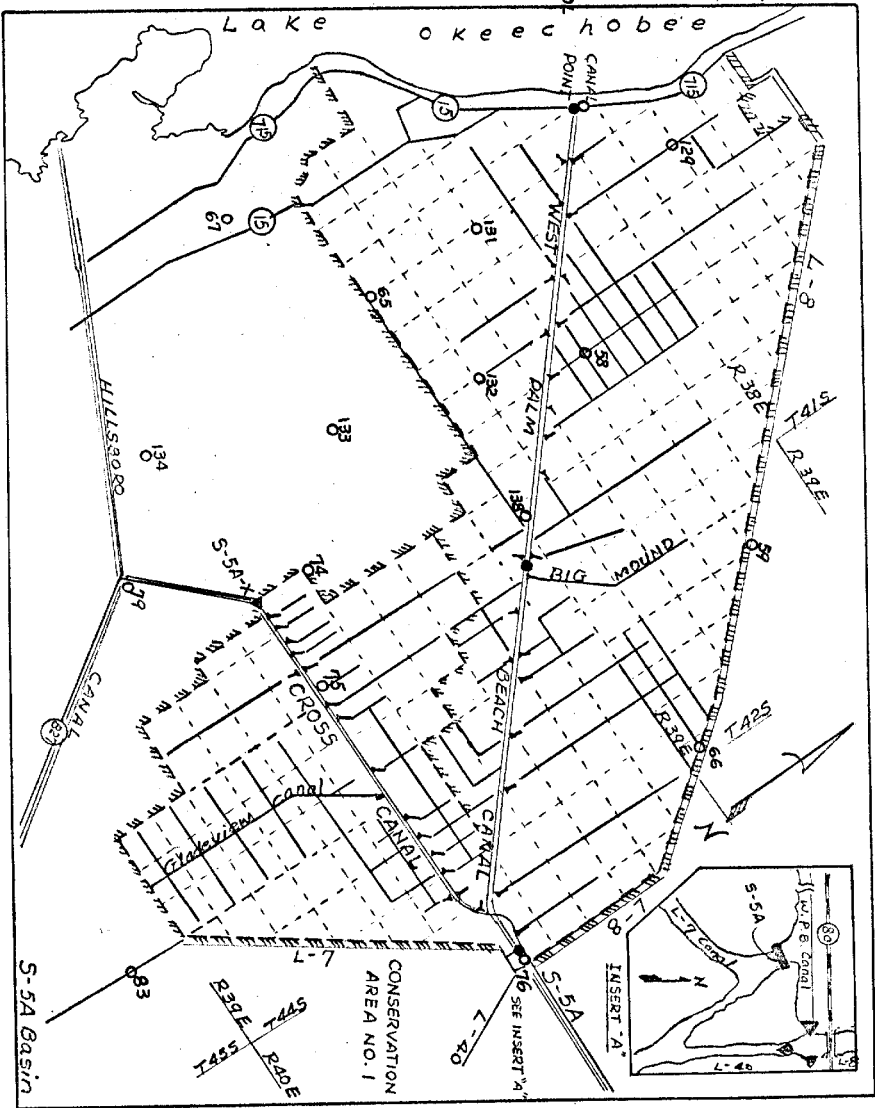 Lake Okeechobee
CANAL
POINT
715
15
715
15
67
129
131
65
58
132
133
134
138
59
66
74
75
79
76
83
L-8
R38E
T41S
R39E
WEST PALM BEACH CANAL
BIG MOUND
T42S
R39E
N
HILLSBORO CANAL
S-5A-X
CROSS CANAL
Gladeview Canal
827
L-7
L-8
S-5A
SEE INSERT "A"
L-40
CONSERVATION
AREA NO. 1
R39E
T44S
T45S
R40E
S-5A Basin
INSERT "A"
80
W.P.B. Canal
S-5A
L-7 Canal
N
L-40
L-8